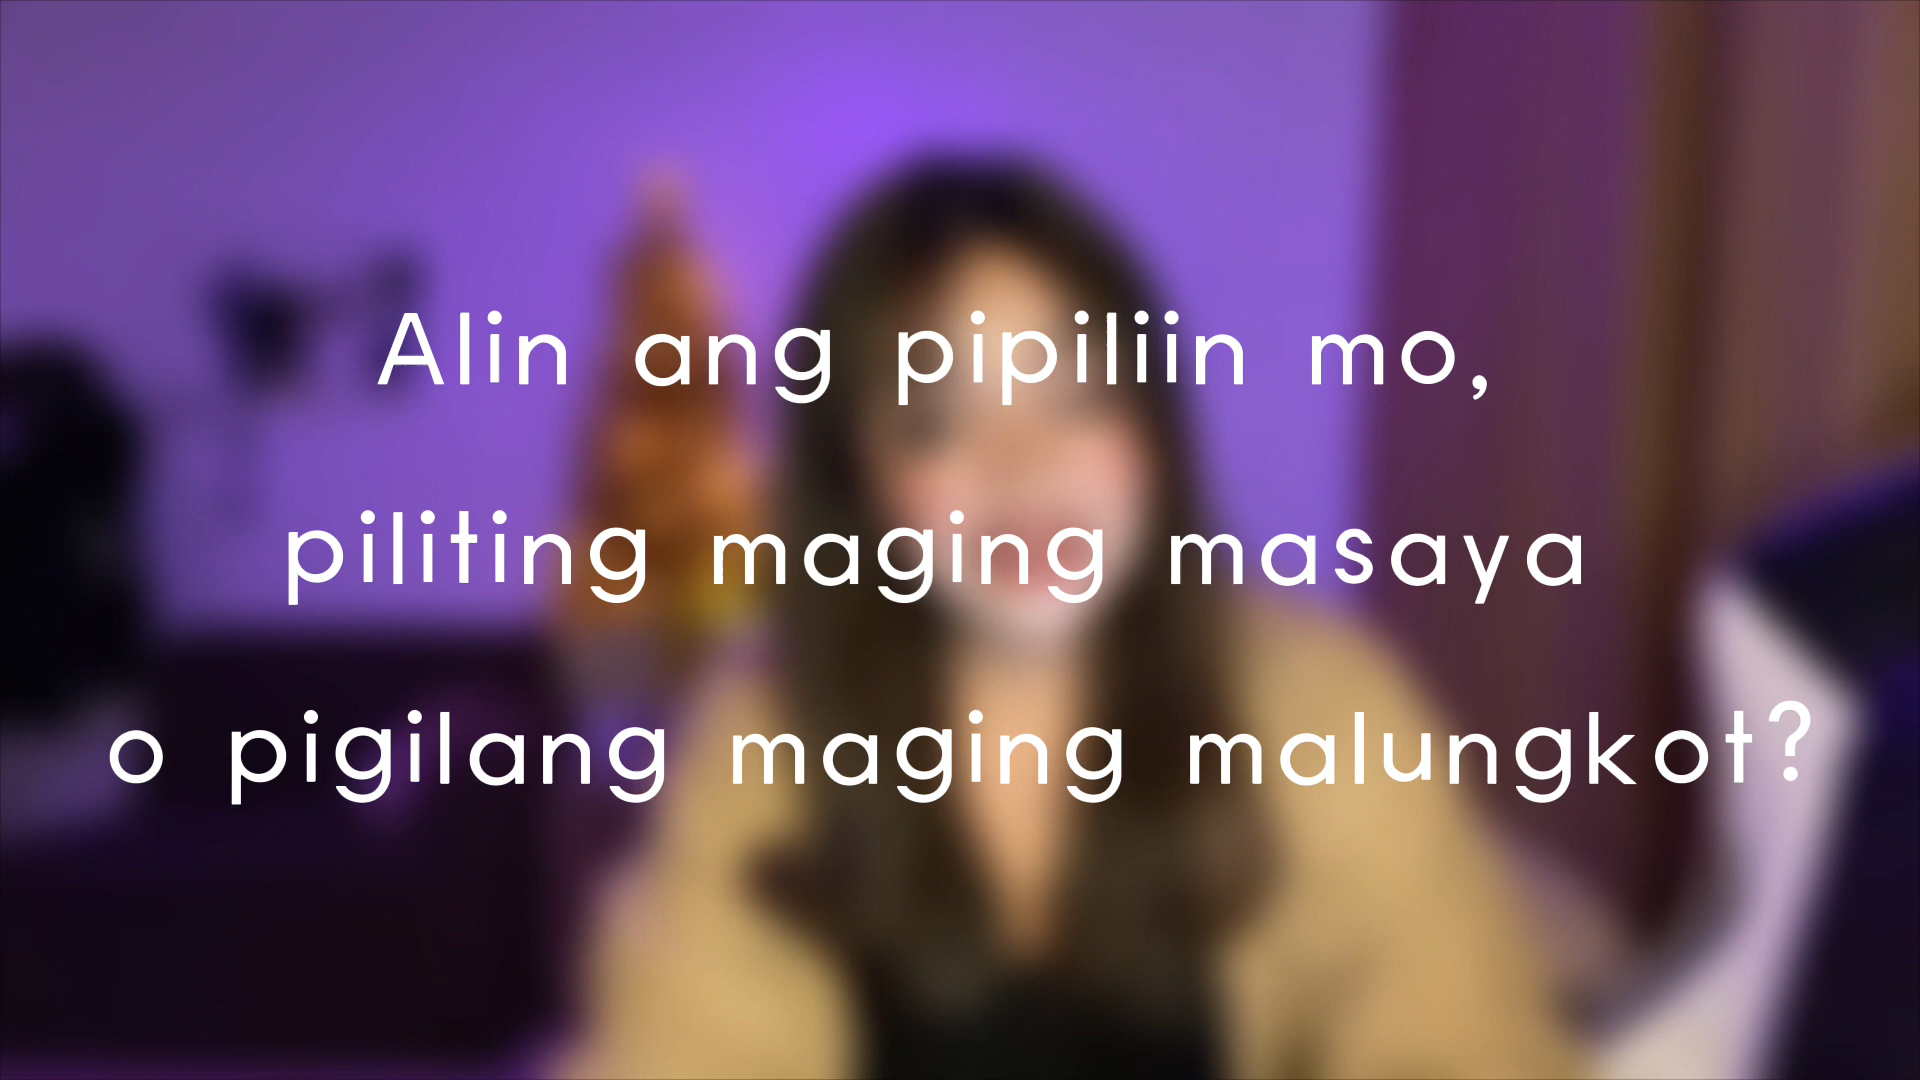 Alin ang pipiliin mo,
piliting maging masaya
o pigilang maging malungkot?